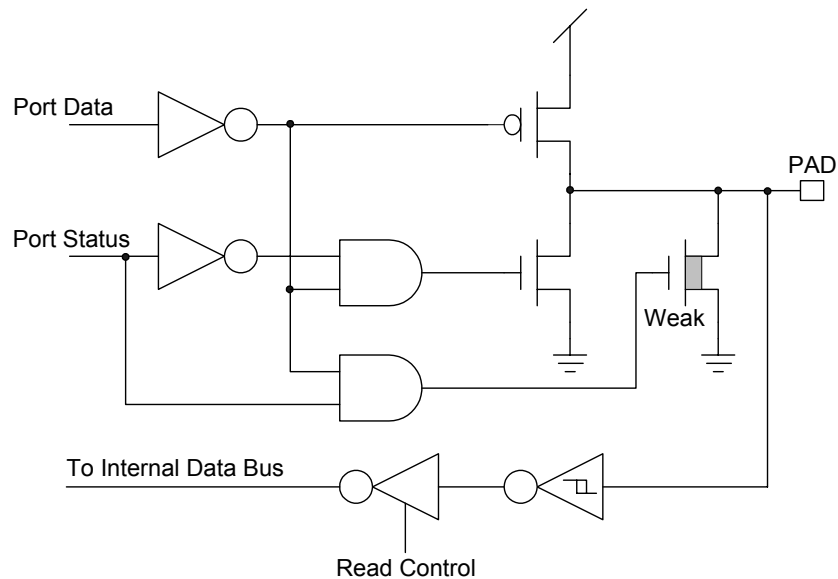 Port Data
PAD
Port Status
Weak
To Internal Data Bus
Read Control